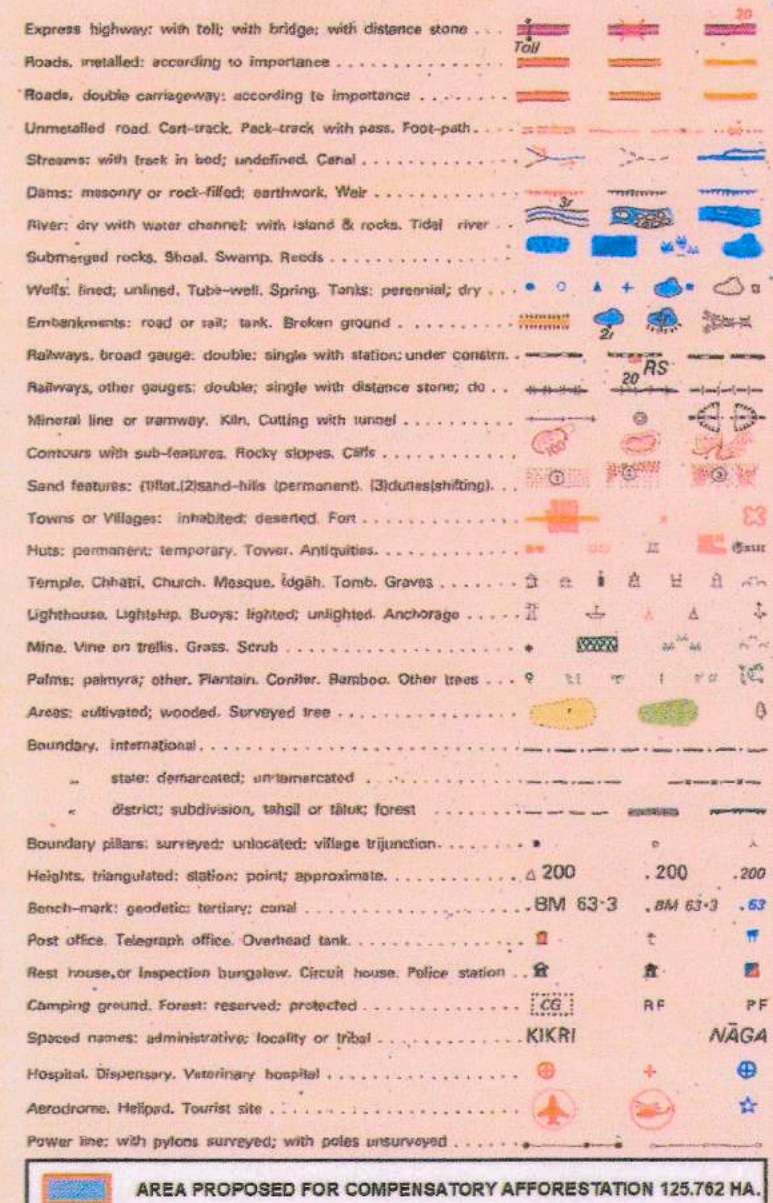 20
Express highway: with toll; with bridge; with distance stone . . .
Toll
Roads, metalled: according to importance . . . . . . . . . . . . . . .
Roads, double carriageway: according to importance . . . . . . . .
Unmetalled road. Cart-track. Pack-track with pass. Foot-path. . . .
Streams: with track in bed; undefined. Canal . . . . . . . . . . . .
Dams: masonry or rock-filled; earthwork. Weir . . . . . . . . . . .
River: dry with water channel; with island & rocks. Tidal river . . 3r
Submerged rocks. Shoal. Swamp. Reeds . . . . . . . . . . . . . . .
Wells: lined; unlined. Tube-well. Spring. Tanks: perennial; dry . .
Embankments: road or rail; tank. Broken ground . . . . . . . . . .
2r
Railways, broad gauge: double; single with station; under constrn. . RS
Railways, other gauges: double; single with distance stone; do . . 20
Mineral line or tramway. Kiln. Cutting with tunnel . . . . . . . . . .
Contours with sub-features. Rocky slopes. Cliffs . . . . . . . . . .
Sand features: (1)flat.(2)sand-hills (permanent). (3)dunes(shifting). . . 1 2 3
Towns or Villages: inhabited; deserted. Fort . . . . . . . . . . . . .
Huts: permanent; temporary. Tower. Antiquities. . . . . . . . . . .
Temple. Chhatri. Church. Mosque. Īdgāh. Tomb. Graves . . . . . .
Lighthouse. Lightship. Buoys: lighted; unlighted. Anchorage . . . .
Mine. Vine on trellis. Grass. Scrub . . . . . . . . . . . . . . . . . .
Palms: palmyra; other. Plantain. Conifer. Bamboo. Other trees . . .
Areas: cultivated; wooded. Surveyed tree . . . . . . . . . . . . . .
Boundary, international . . . . . . . . . . . . . . . . . . . . . . . . .
„ state: demarcated; undemarcated . . . . . . . . . . . . . . .
„ district; subdivision, tahsil or tāluk; forest . . . . . . . . .
Boundary pillars: surveyed; unlocated; village trijunction. . . . . .
Heights, triangulated: station; point; approximate. . . . . . . . . . △ 200 . 200 .200
Bench-mark: geodetic; tertiary; canal . . . . . . . . . . . . . . . . .BM 63·3 .BM 63·3 .63
Post office. Telegraph office. Overhead tank. . . . . . . . . . . . .
Rest house,or Inspection bungalow. Circuit house. Police station . .
Camping ground. Forest: reserved; protected . . . . . . . . . . . . CG RF PF
Spaced names: administrative; locality or tribal . . . . . . . . . . . KIKRI NĀGA
Hospital. Dispensary. Veterinary hospital . . . . . . . . . . . . . .
Aerodrome. Helipad. Tourist site . . . . . . . . . . . . . . . . . . . .
Power line: with pylons surveyed; with poles unsurveyed . . . . . .
AREA PROPOSED FOR COMPENSATORY AFFORESTATION 125.762 HA.